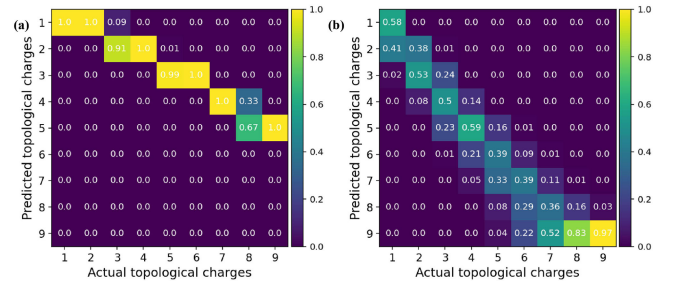 (a)
Predicted topological charges
1 1.0 1.0 0.09 0.0 0.0 0.0 0.0 0.0 0.0
2 0.0 0.0 0.91 1.0 0.01 0.0 0.0 0.0 0.0
3 0.0 0.0 0.0 0.0 0.99 1.0 0.0 0.0 0.0
4 0.0 0.0 0.0 0.0 0.0 0.0 1.0 0.33 0.0
5 0.0 0.0 0.0 0.0 0.0 0.0 0.0 0.67 1.0
6 0.0 0.0 0.0 0.0 0.0 0.0 0.0 0.0 0.0
7 0.0 0.0 0.0 0.0 0.0 0.0 0.0 0.0 0.0
8 0.0 0.0 0.0 0.0 0.0 0.0 0.0 0.0 0.0
9 0.0 0.0 0.0 0.0 0.0 0.0 0.0 0.0 0.0
1 2 3 4 5 6 7 8 9
Actual topological charges
1.0
0.8
0.6
0.4
0.2
0.0
(b)
Predicted topological charges
1 0.58 0.0 0.0 0.0 0.0 0.0 0.0 0.0 0.0
2 0.41 0.38 0.01 0.0 0.0 0.0 0.0 0.0 0.0
3 0.02 0.53 0.24 0.0 0.0 0.0 0.0 0.0 0.0
4 0.0 0.08 0.5 0.14 0.0 0.0 0.0 0.0 0.0
5 0.0 0.0 0.23 0.59 0.16 0.01 0.0 0.0 0.0
6 0.0 0.0 0.01 0.21 0.39 0.09 0.01 0.0 0.0
7 0.0 0.0 0.0 0.05 0.33 0.39 0.11 0.01 0.0
8 0.0 0.0 0.0 0.0 0.08 0.29 0.36 0.16 0.03
9 0.0 0.0 0.0 0.0 0.04 0.22 0.52 0.83 0.97
1 2 3 4 5 6 7 8 9
Actual topological charges
1.0
0.8
0.6
0.4
0.2
0.0